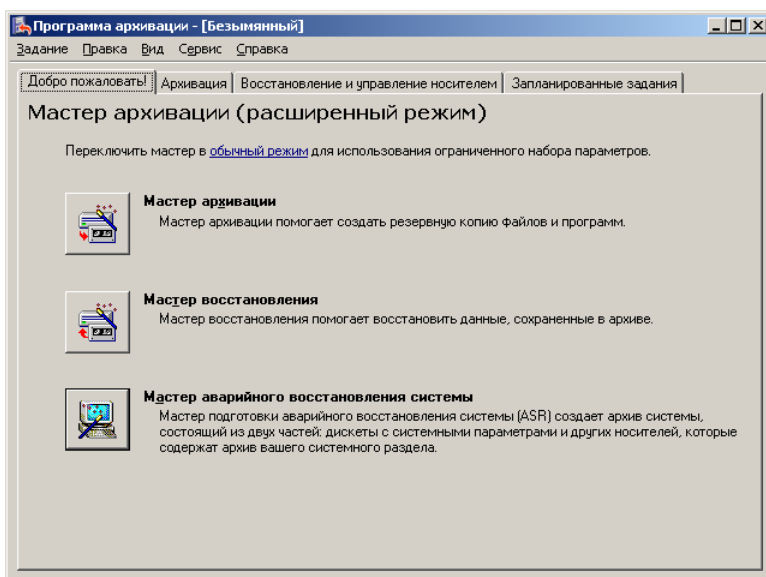 Программа архивации - [Безымянный]
Задание Правка Вид Сервис Справка
Добро пожаловать! Архивация Восстановление и управление носителем Запланированные задания
Мастер архивации (расширенный режим)
Переключить мастер в обычный режим для использования ограниченного набора параметров.
Мастер архивации
Мастер архивации помогает создать резервную копию файлов и программ.
Мастер восстановления
Мастер восстановления помогает восстановить данные, сохраненные в архиве.
Мастер аварийного восстановления системы
Мастер подготовки аварийного восстановления системы (ASR) создает архив системы,
состоящий из двух частей: дискеты с системными параметрами и других носителей, которые
содержат архив вашего системного раздела.